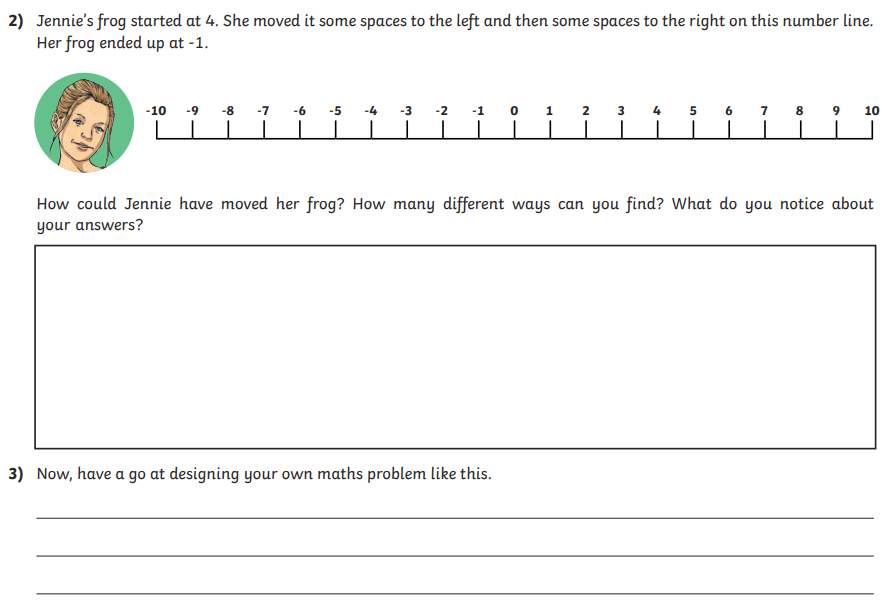 2) Jennie's frog started at 4. She moved it some spaces to the left and then some spaces to the right on this number line.
Her frog ended up at -1.
-10 -9 -8 -7 -6 -5 -4 -3 -2 -1 0 1 2 3 4 5 6 7 8 9 10
How could Jennie have moved her frog? How many different ways can you find? What do you notice about
your answers?
3) Now, have a go at designing your own maths problem like this.